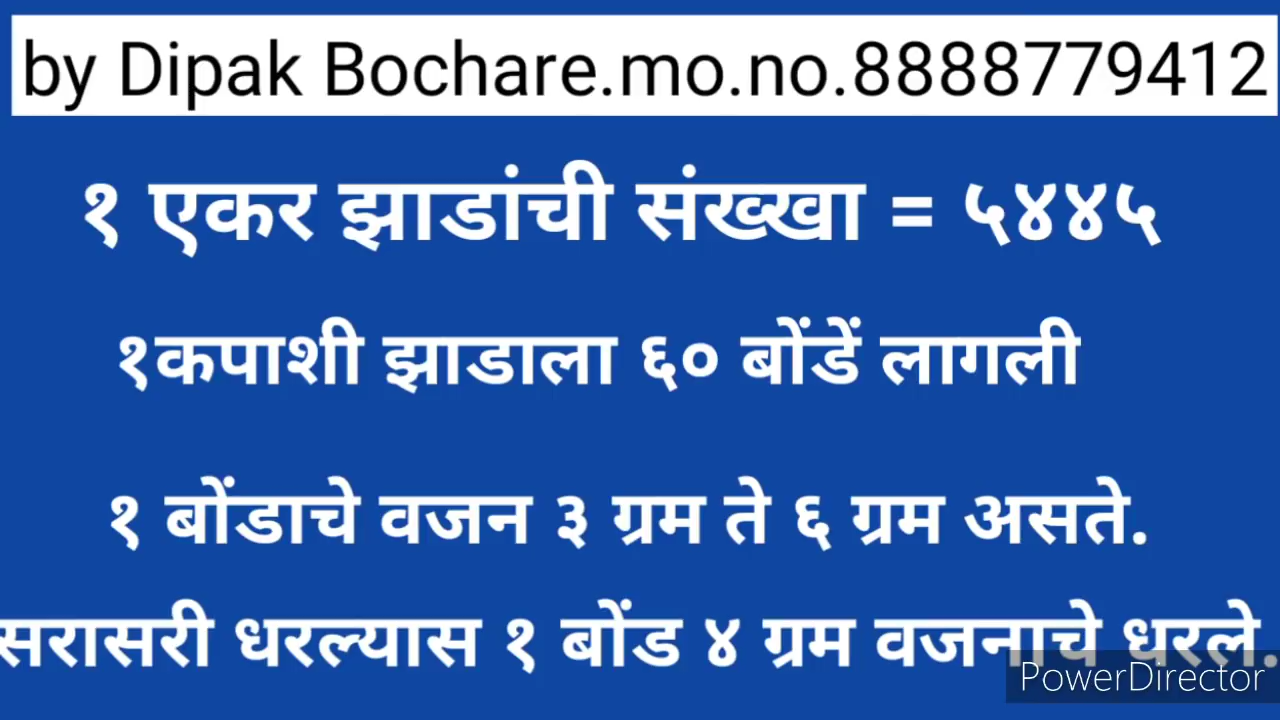 by Dipak Bochare.mo.no.8888779412
१ एकर झाडांची संख्खा = ५४४५
१कपाशी झाडाला ६० बोंडें लागली
१ बोंडाचे वजन ३ ग्रम ते ६ ग्रम असते.
सरासरी धरल्यास १ बोंड ४ ग्रम वजनाचे धरले.
PowerDirector